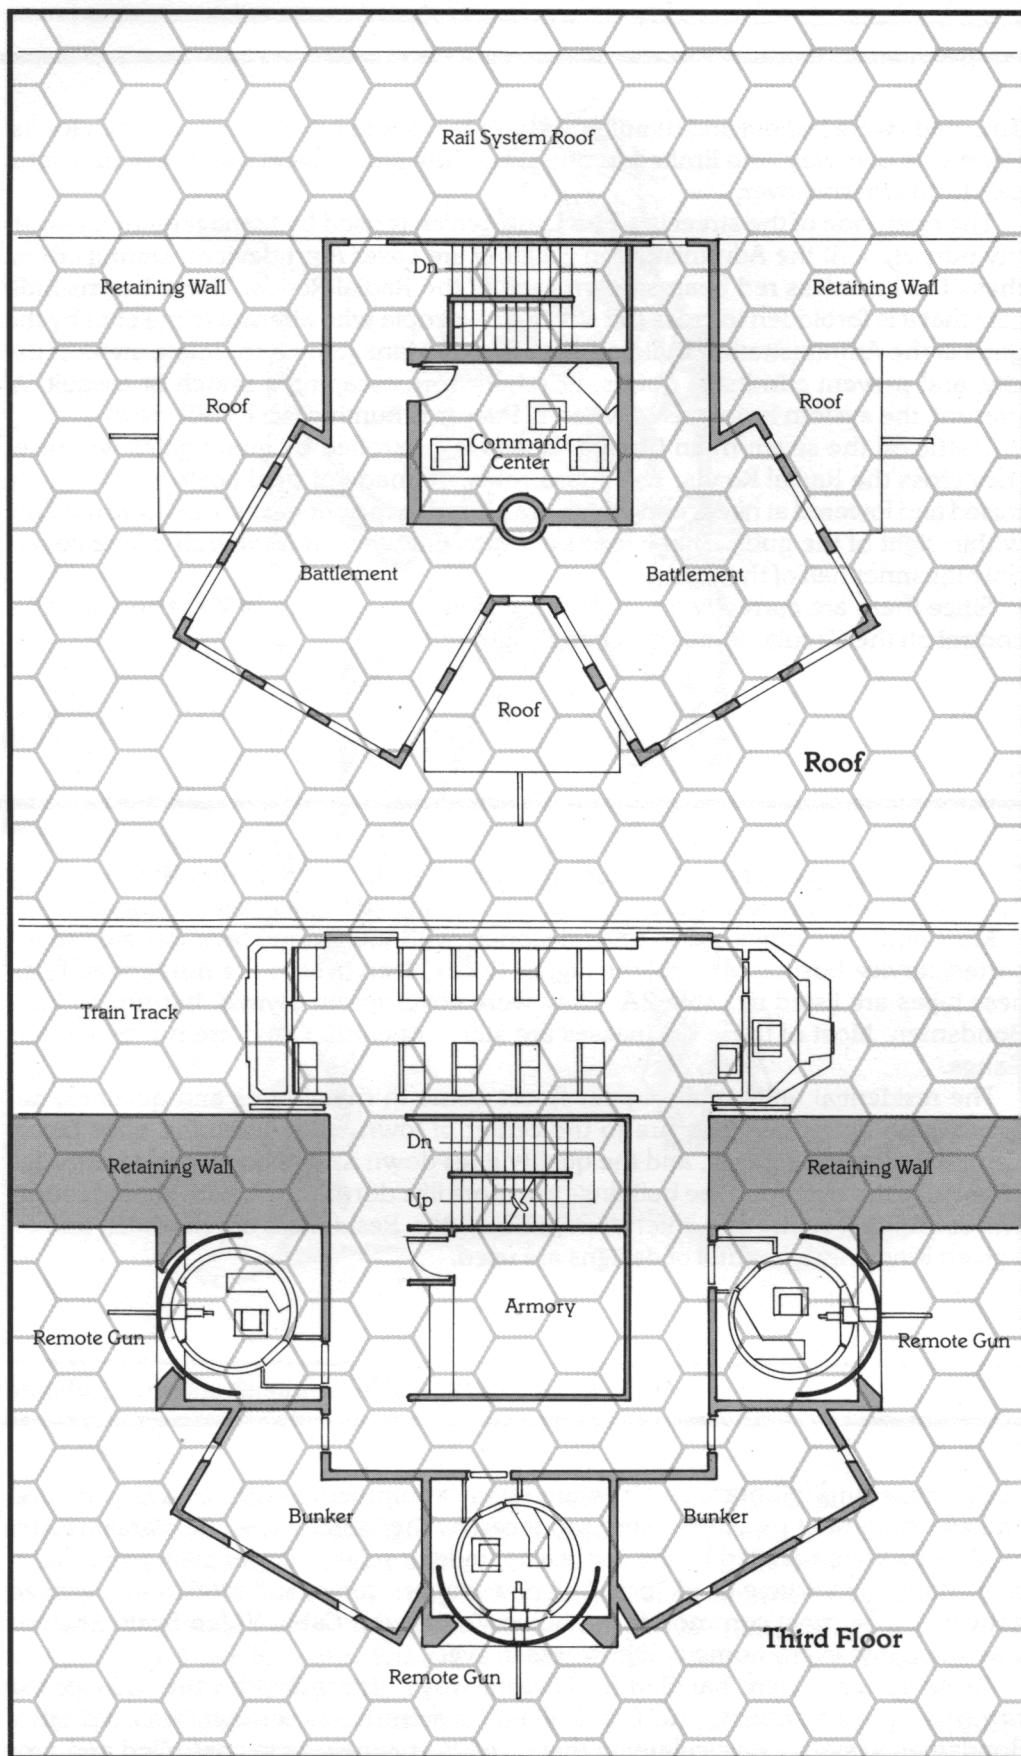 Rail System Roof
Dn
Retaining Wall
Retaining Wall
Roof
Roof
Command
Center
Battlement
Battlement
Roof
Roof
Train Track
Dn
Retaining Wall
Retaining Wall
Up
Armory
Remote Gun
Remote Gun
Bunker
Bunker
Third Floor
Remote Gun